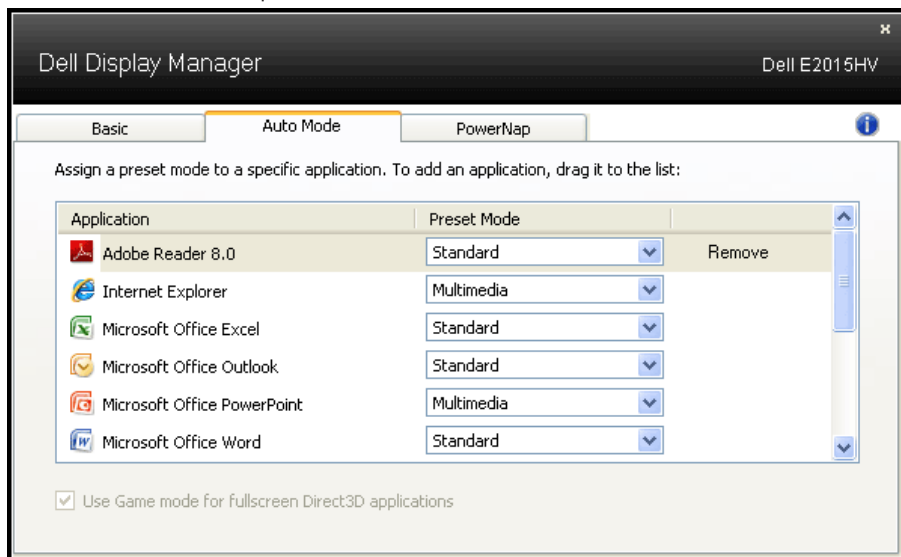 x
Dell Display Manager
Dell E2015HV
Basic
Auto Mode
PowerNap
Assign a preset mode to a specific application. To add an application, drag it to the list:
Application Preset Mode
Adobe Reader 8.0 Standard Remove
Internet Explorer Multimedia
Microsoft Office Excel Standard
Microsoft Office Outlook Standard
Microsoft Office PowerPoint Multimedia
Microsoft Office Word Standard
Use Game mode for fullscreen Direct3D applications